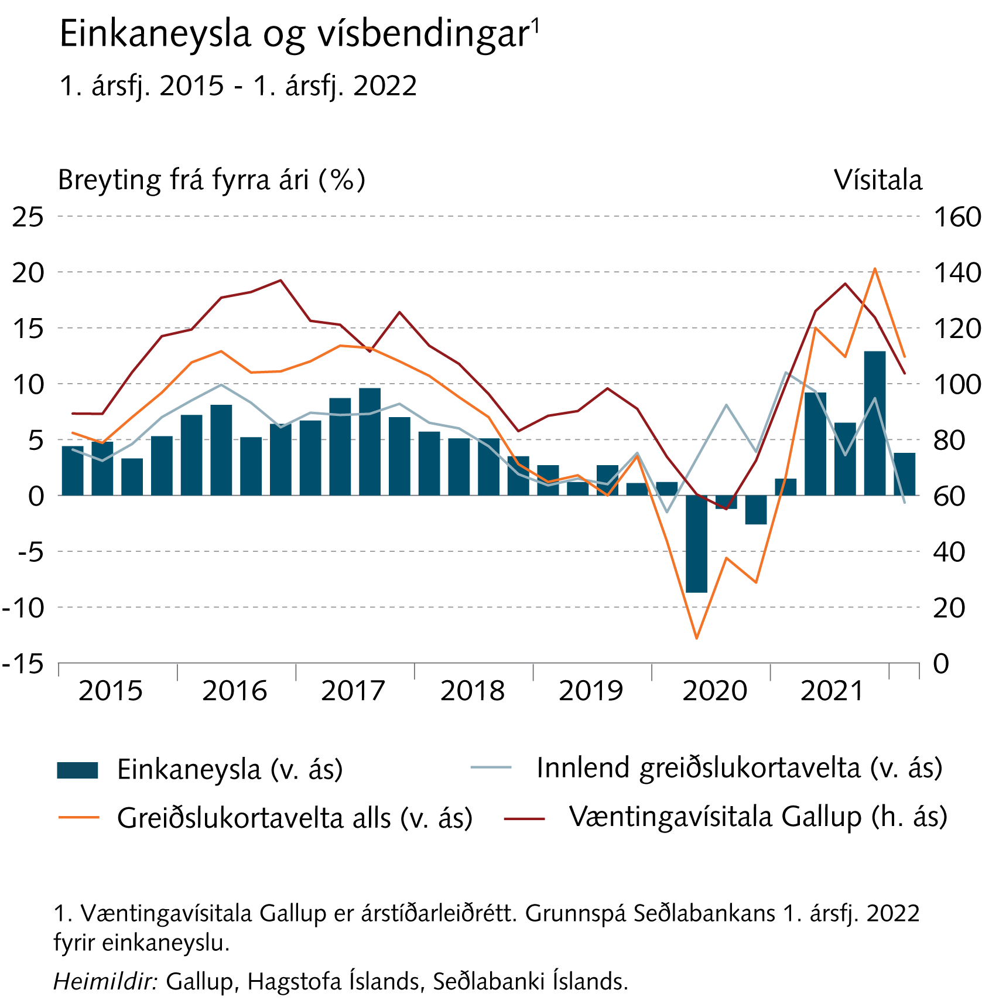 Einkaneysla og vísbendingar¹
1. ársfj. 2015 - 1. ársfj. 2022
Breyting frá fyrra ári (%) Vísitala
25 160
20 140
15 120
10 100
5 80
0 60
-5 40
-10 20
-15 0
2015 2016 2017 2018 2019 2020 2021
Einkaneysla (v. ás) Innlend greiðslukortavelta (v. ás)
Greiðslukortavelta alls (v. ás) Væntingavísitala Gallup (h. ás)
1. Væntingavísitala Gallup er árstíðarleiðrétt. Grunnspá Seðlabankans 1. ársfj. 2022
fyrir einkaneyslu.
Heimildir: Gallup, Hagstofa Íslands, Seðlabanki Íslands.